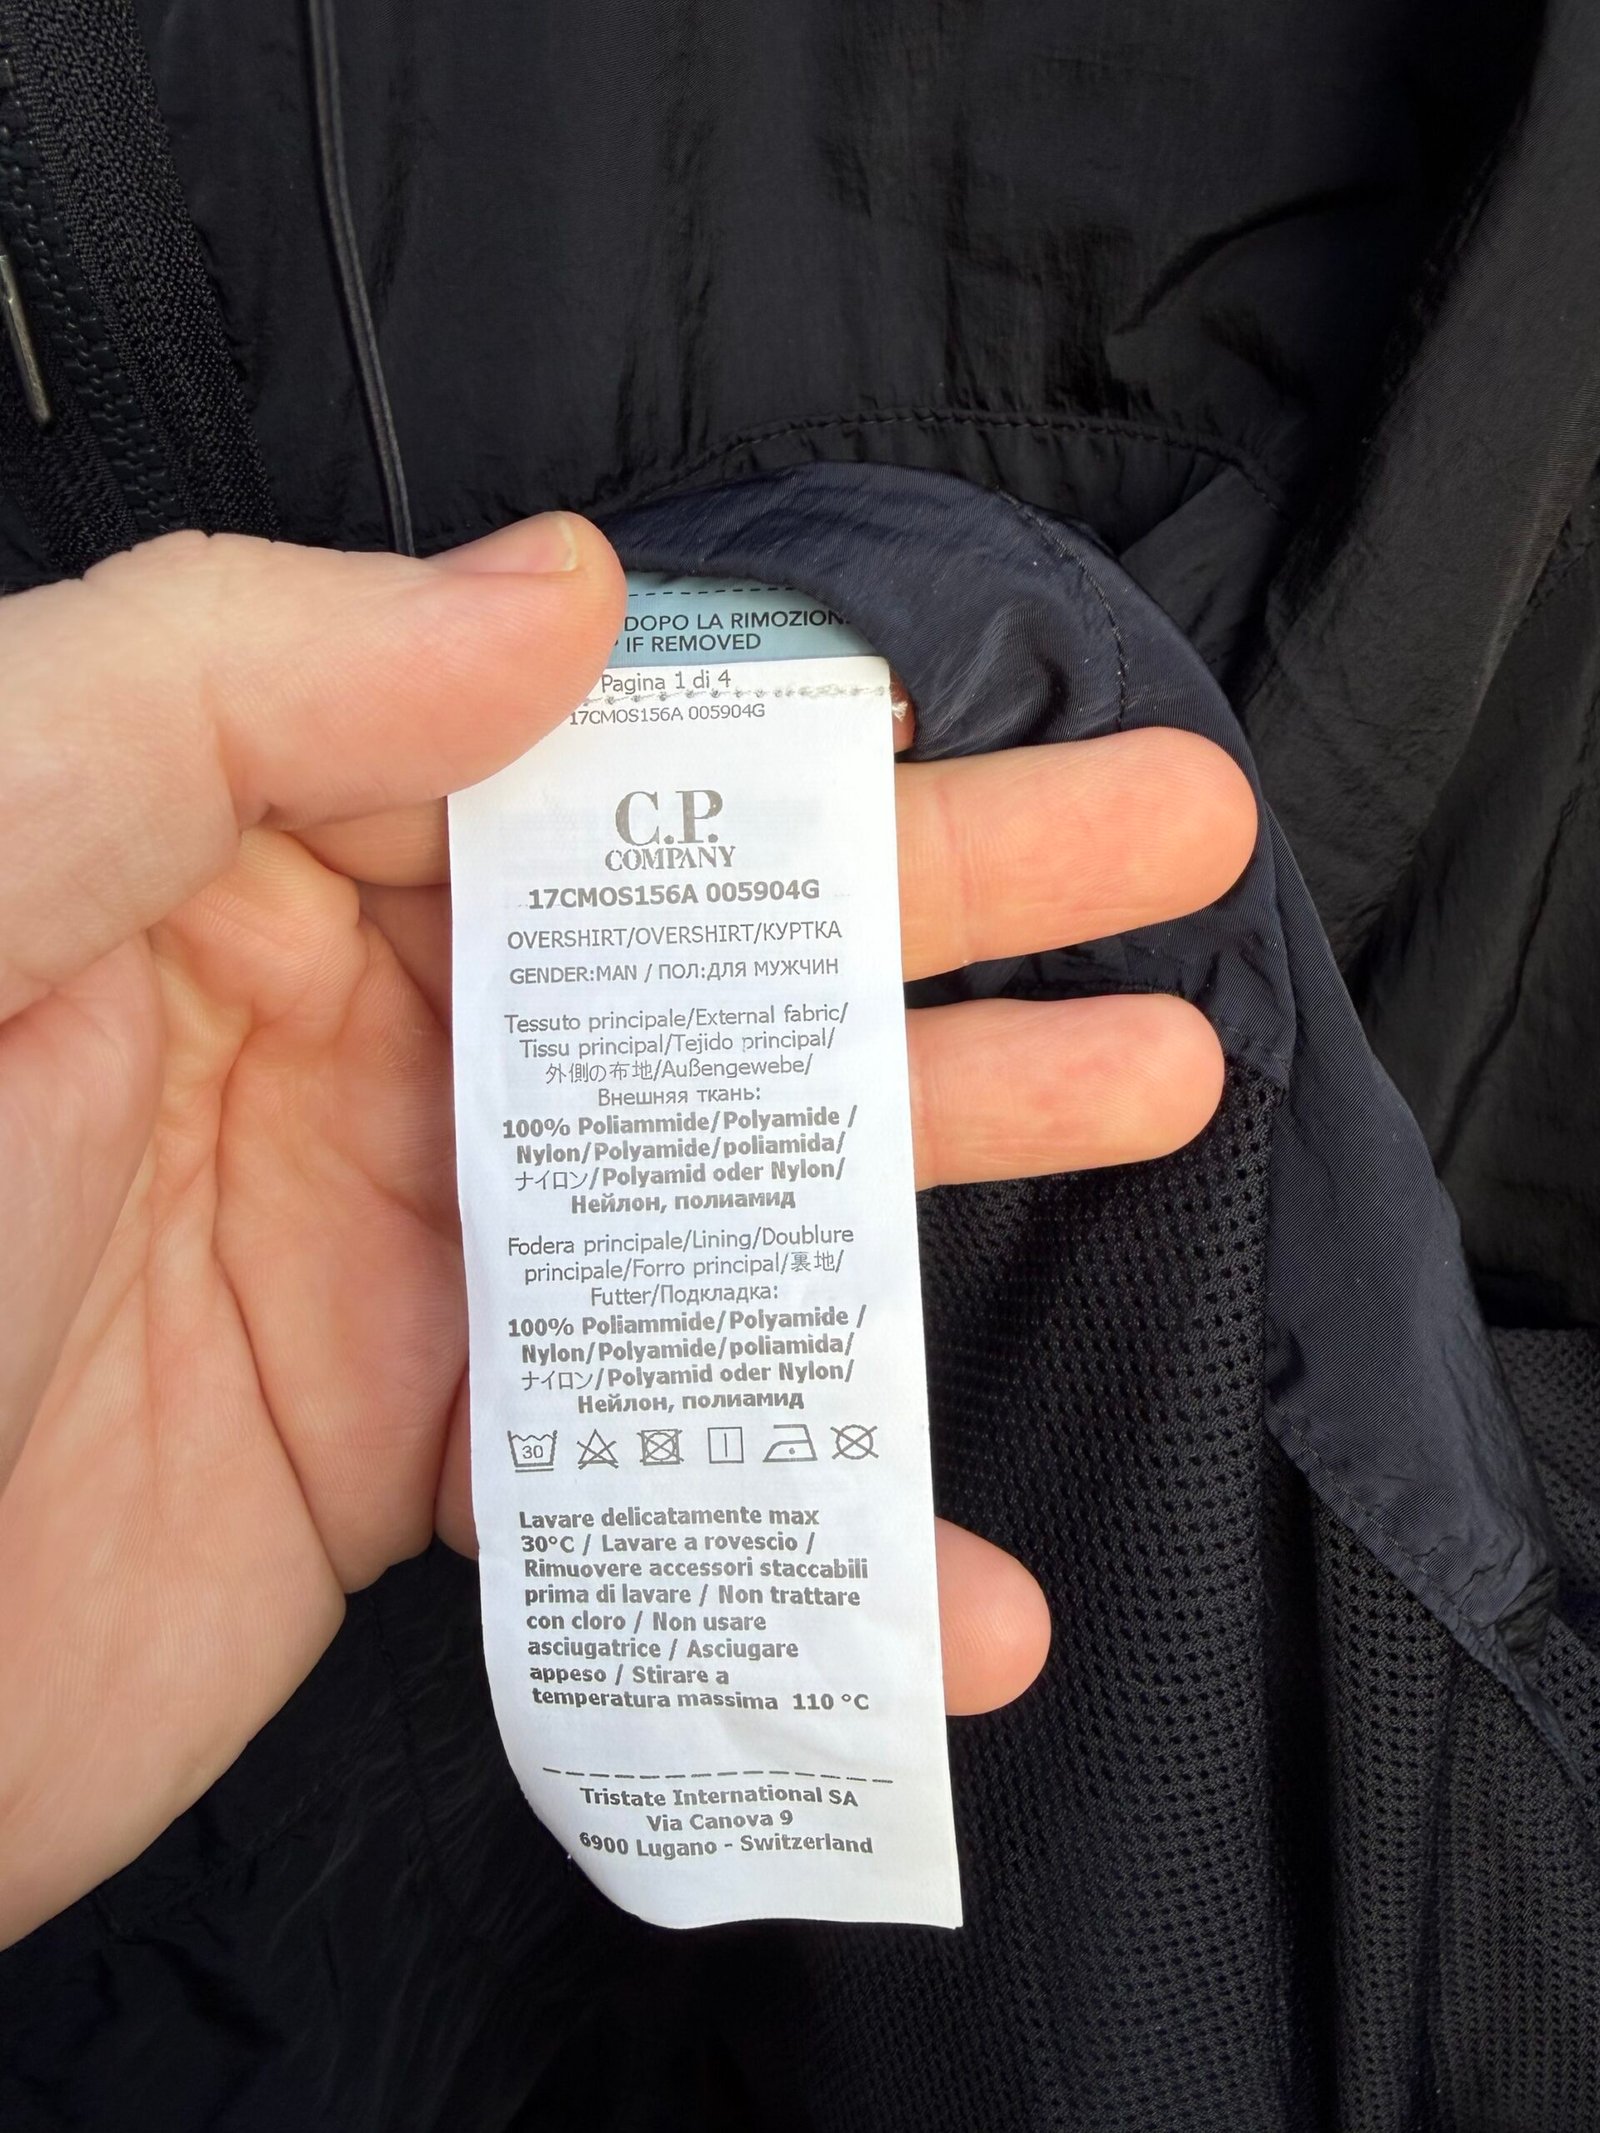 DOPO LA RIMOZION
IF REMOVED
Pagina 1 di 4
17CMOS156A 005904G
C.P.
COMPANY
17CMOS156A 005904G
OVERSHIRT/OVERSHIRT/КУРТКА
GENDER:MAN / ПОЛ:ДЛЯ МУЖЧИН
Tessuto principale/External fabric/
Tissu principal/Tejido principal/
外側の布地/Außengewebe/
Внешняя ткань:
100% Poliammide/Polyamide /
Nylon/Polyamide/poliamida/
ナイロン/Polyamid oder Nylon/
Нейлон, полиамид
Fodera principale/Lining/Doublure
principale/Forro principal/裏地/
Futter/Подкладка:
100% Poliammide/Polyamide /
Nylon/Polyamide/poliamida/
ナイロン/Polyamid oder Nylon/
Нейлон, полиамид
30
Lavare delicatamente max
30°C / Lavare a rovescio /
Rimuovere accessori staccabili
prima di lavare / Non trattare
con cloro / Non usare
asciugatrice / Asciugare
appeso / Stirare a
temperatura massima 110 °C
Tristate International SA
Via Canova 9
6900 Lugano - Switzerland